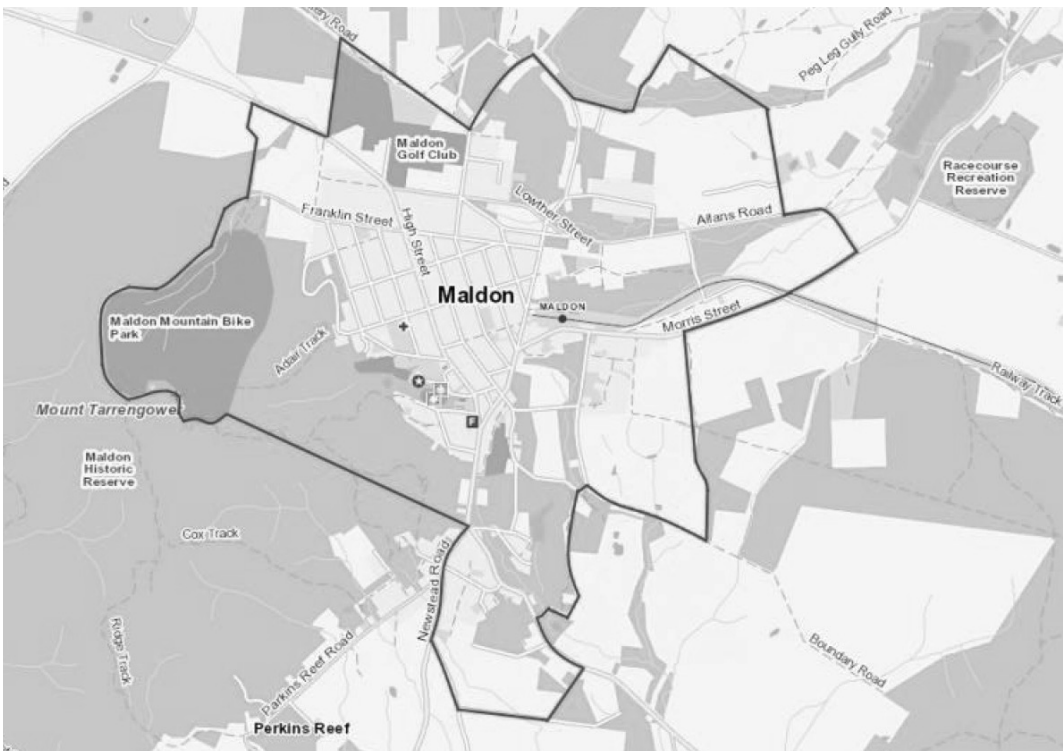 Peg Leg Gully Road
Maldon
Golf Club
Racecourse
Recreation
Reserve
Franklin Street
High Street
Lowther Street
Allans Road
Maldon
MALDON
Morris Street
Maldon Mountain Bike
Park
Adair Track
Railway Track
Mount Tarrengower
Maldon
Historic
Reserve
F
Cox Track
Newstead Road
Ridge Track
Parkins Reef Road
Boundary Road
Perkins Reef